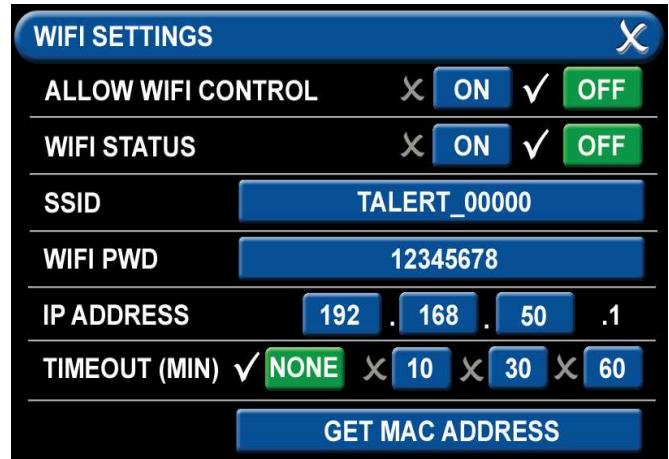 WIFI SETTINGS
ALLOW WIFI CONTROL ON OFF
WIFI STATUS ON OFF
SSID TALERT_00000
WIFI PWD 12345678
IP ADDRESS 192 . 168 . 50 .1
TIMEOUT (MIN) NONE 10 30 60
GET MAC ADDRESS